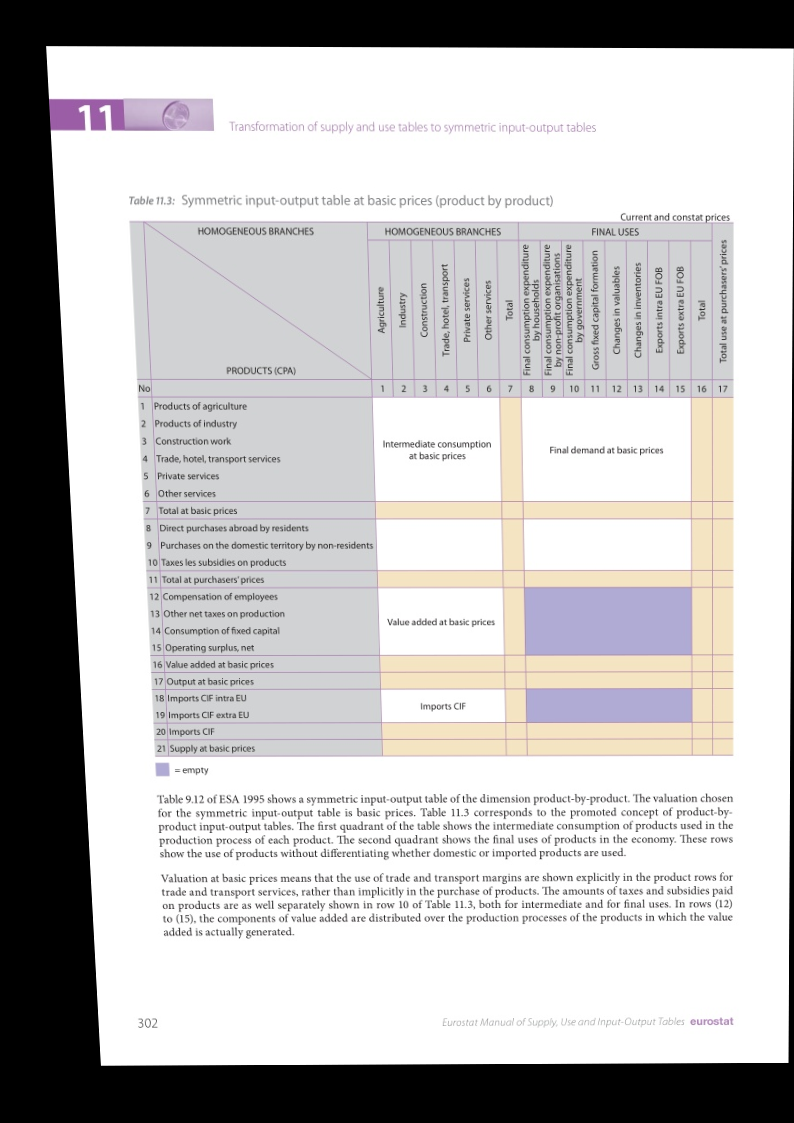 11
Transformation of supply and use tables to symmetric input-output tables
Table 11.3: Symmetric input-output table at basic prices (product by product)
Current and constat prices
HOMOGENEOUS BRANCHES
HOMOGENEOUS BRANCHES
FINAL USES
PRODUCTS (CPA)
Agriculture
Industry
Construction
Trade, hotel, transport
Private services
Other services
Total
Final consumption expenditure
by households
Final consumption expenditure
by non-profit organisations
Final consumption expenditure
by government
Gross fixed capital formation
Changes in valuables
Changes in inventories
Exports intra EU FOB
Exports extra EU FOB
Total
Total use at purchasers' prices
No 1 2 3 4 5 6 7 8 9 10 11 12 13 14 15 16 17
1 Products of agriculture
2 Products of industry
3 Construction work
4 Trade, hotel, transport services
5 Private services
6 Other services
Intermediate consumption
at basic prices
Final demand at basic prices
7 Total at basic prices
8 Direct purchases abroad by residents
9 Purchases on the domestic territory by non-residents
10 Taxes les subsidies on products
11 Total at purchasers' prices
12 Compensation of employees
13 Other net taxes on production
14 Consumption of fixed capital
15 Operating surplus, net
Value added at basic prices
16 Value added at basic prices
17 Output at basic prices
18 Imports CIF intra EU
19 Imports CIF extra EU
Imports CIF
20 Imports CIF
21 Supply at basic prices
= empty
Table 9.12 of ESA 1995 shows a symmetric input-output table of the dimension product-by-product. The valuation chosen
for the symmetric input-output table is basic prices. Table 11.3 corresponds to the promoted concept of product-by-
product input-output tables. The first quadrant of the table shows the intermediate consumption of products used in the
production process of each product. The second quadrant shows the final uses of products in the economy. These rows
show the use of products without differentiating whether domestic or imported products are used.
Valuation at basic prices means that the use of trade and transport margins are shown explicitly in the product rows for
trade and transport services, rather than implicitly in the purchase of products. The amounts of taxes and subsidies paid
on products are as well separately shown in row 10 of Table 11.3, both for intermediate and for final uses. In rows (12)
to (15), the components of value added are distributed over the production processes of the products in which the value
added is actually generated.
302
Eurostat Manual of Supply, Use and Input-Output Tables eurostat